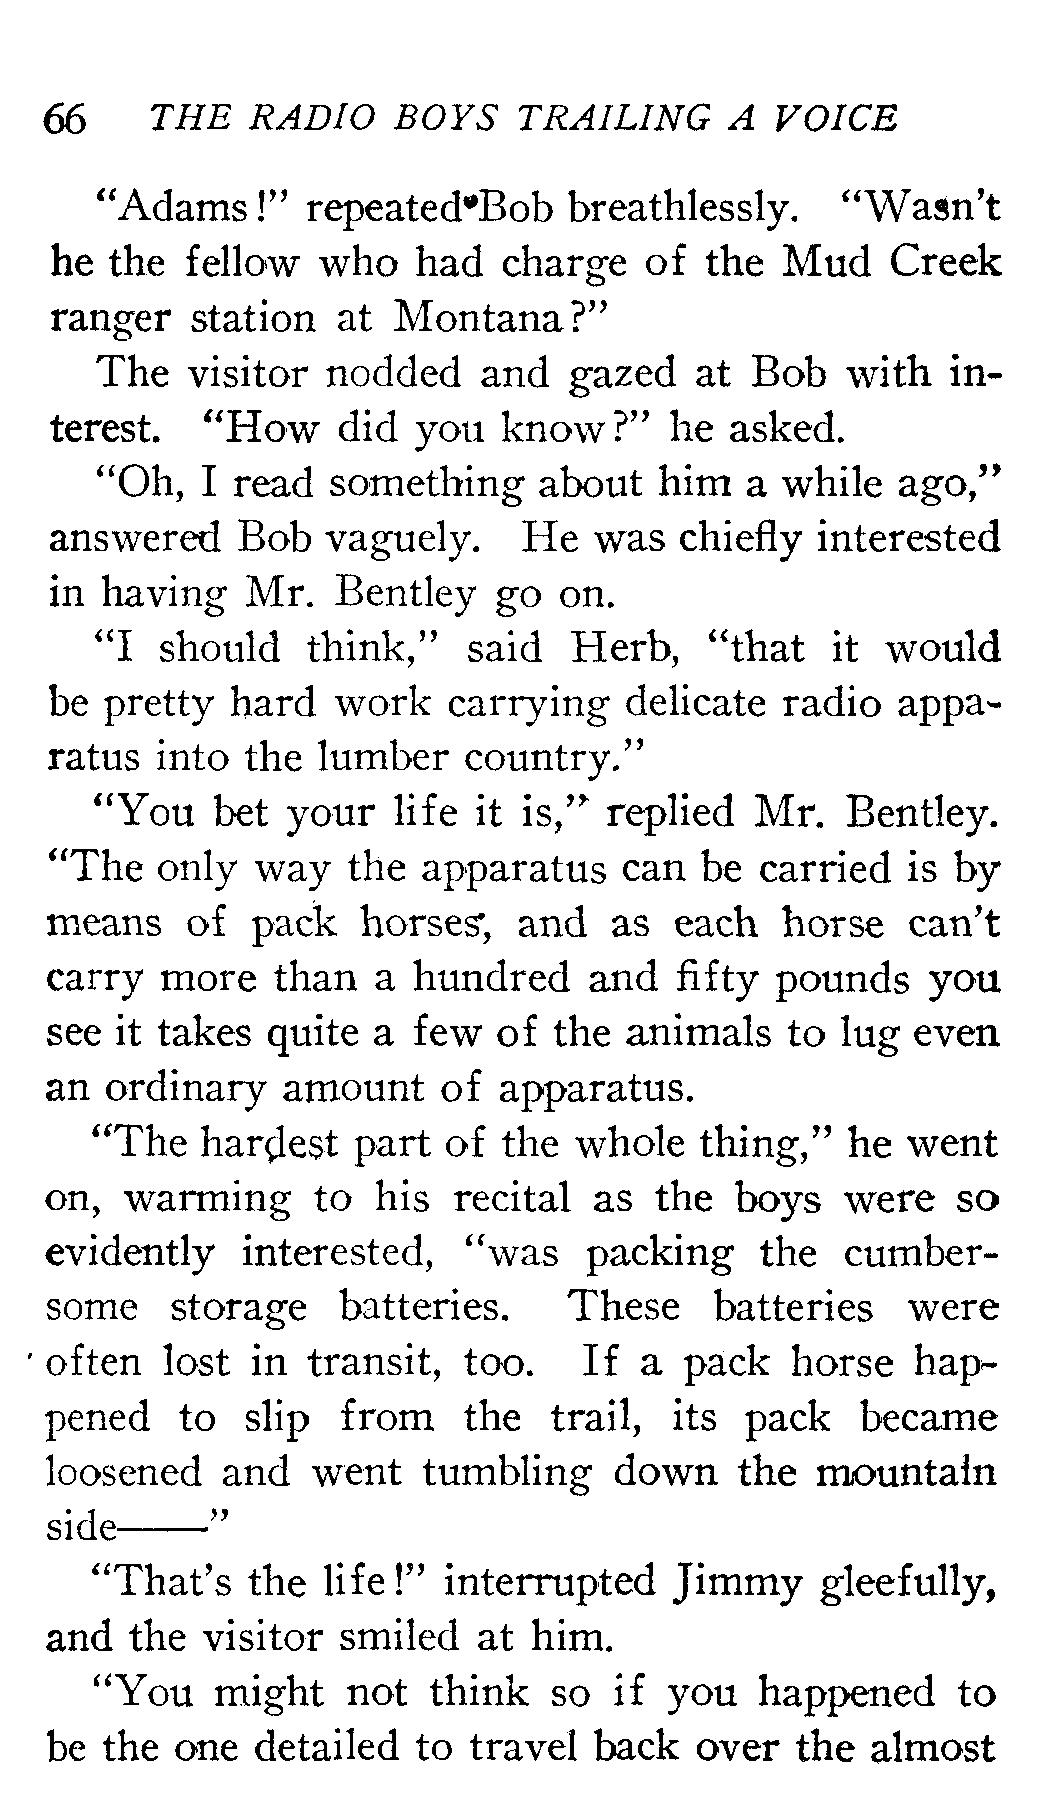 66 THE RADIO BOYS TRAILING A VOICE
"Adams!" repeated Bob breathlessly. "Wasn't
he the fellow who had charge of the Mud Creek
ranger station at Montana?"
The visitor nodded and gazed at Bob with in-
terest. "How did you know?" he asked.
"Oh, I read something about him a while ago,"
answered Bob vaguely. He was chiefly interested
in having Mr. Bentley go on.
"I should think," said Herb, "that it would
be pretty hard work carrying delicate radio appa-
ratus into the lumber country."
"You bet your life it is," replied Mr. Bentley.
"The only way the apparatus can be carried is by
means of pack horses, and as each horse can't
carry more than a hundred and fifty pounds you
see it takes quite a few of the animals to lug even
an ordinary amount of apparatus.
"The hardest part of the whole thing," he went
on, warming to his recital as the boys were so
evidently interested, "was packing the cumber-
some storage batteries. These batteries were
often lost in transit, too. If a pack horse hap-
pened to slip from the trail, its pack became
loosened and went tumbling down the mountain
side——"
"That's the life!" interrupted Jimmy gleefully,
and the visitor smiled at him.
"You might not think so if you happened to
be the one detailed to travel back over the almost